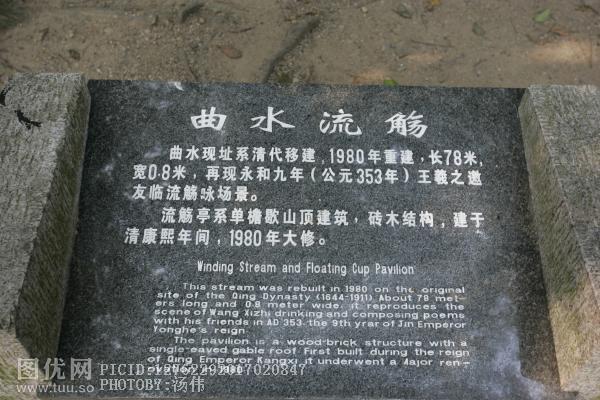 曲水流觞
曲水现址系清代移建，1980年重建，长78米，
宽0.8米，再现永和九年（公元353年）王羲之邀
友临流觞咏场景。
流觞亭系单檐歇山顶建筑，砖木结构，建于
清康熙年间，1980年大修。
Winding Stream and Floating Cup Pavilion
This stream was rebuilt in 1980 on the original
site of the Qing Dynasty (1644-1911) About 78 met-
ers long and 0.8 meter wide, it reproduces the
scene of Wang Xizhi drinking and composing poems
with his friends in AD 353-the 9th yrar of Jin Emperor
Yonghe's reign.
The pavilion is a wood-brick structure with a
single-eaved gable roof. First built during the reign
of Qing Emperor Kangxi, it underwent a Major ren-
ovation in 1980
图优网
www.tuu.so
PHOTOBY:汤伟